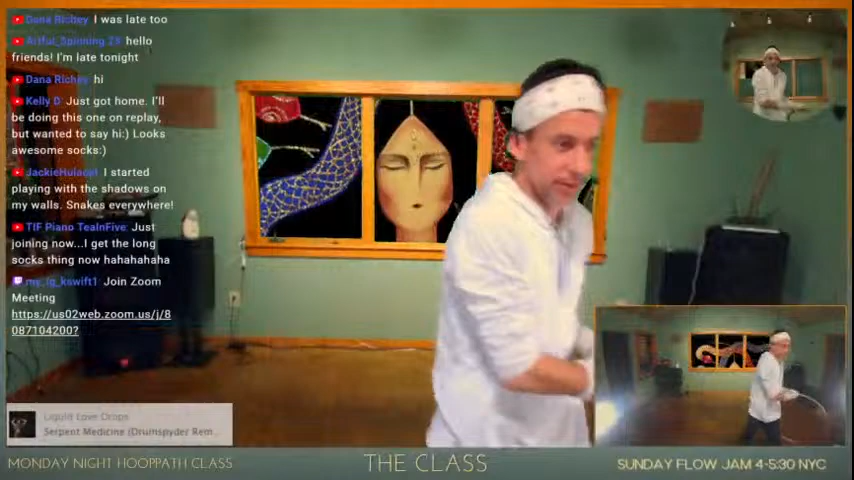 Dana Richey I was late too
Artful_Spinning 29 hello
friends! I'm late tonight
Dana Richey hi
Kelly D Just got home. I'll
be doing this one on replay,
but wanted to say hi:) Looks
awesome socks:)
I started
playing with the shadows on
my walls. Snakes everywhere!
TIF Piano TeaInFive: Just
joining now...I get the long
socks thing now hahahahaha
my_ig_kswift1 Join Zoom
Meeting
https://us02web.zoom.us/j/8
0871042007
Liquid Love Drops
Serpent Medicine (Drumspyder Rem...
MONDAY NIGHT HOOPPATH CLASS
THE CLASS
SUNDAY FLOW JAM 4-5:30 NYC